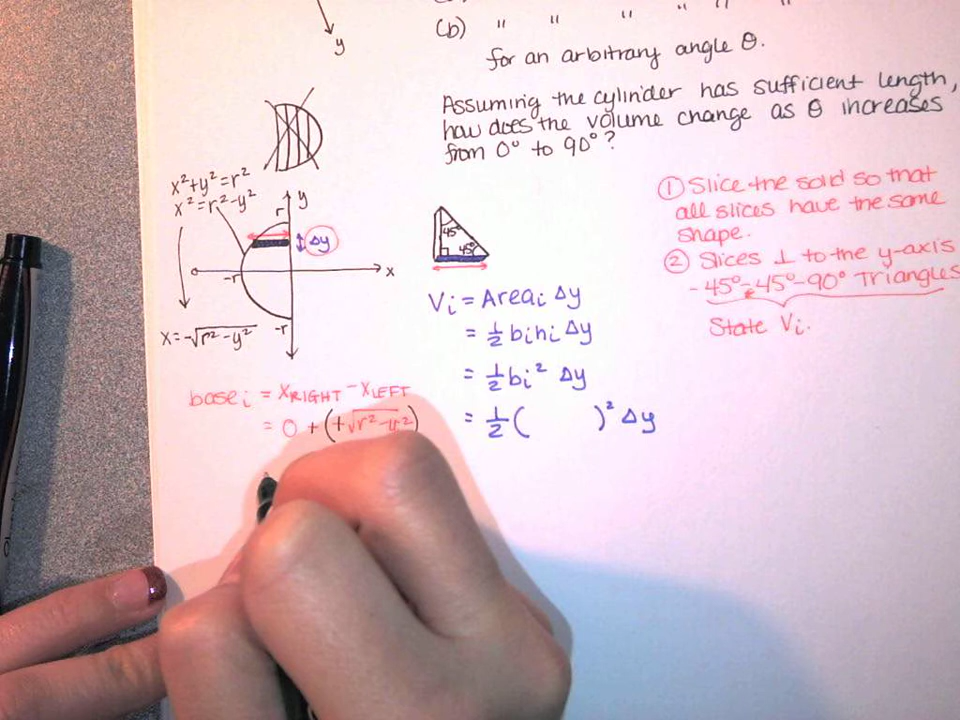 y
(b) " " " " " "
for an arbitrary angle θ.
Assuming the cylinder has sufficient length,
how does the volume change as θ increases
from 0° to 90°?
x²+y²=r²
x²=r²-y²
r
y
Δy
-r
x
x=-√r²-y²
-r
45°
45°
① Slice the solid so that
all slices have the same
shape.
② Slices ⊥ to the y-axis
- 45°-45°-90° Triangles
State Vi.
Vi = Areai Δy
= ½ bihi Δy
= ½ bi² Δy
= ½ ( )² Δy
basei = xRIGHT - xLEFT
= 0 + (+√r²-y²)